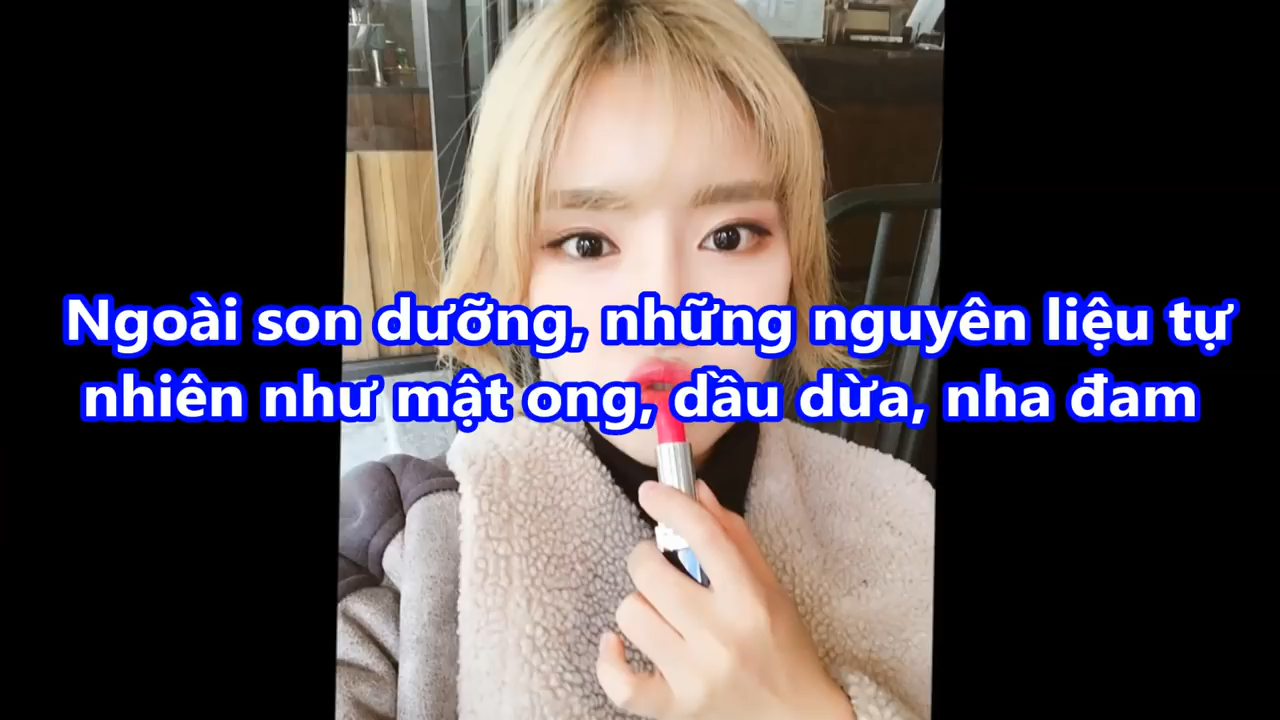 Ngoài son dưỡng, những nguyên liệu tự
nhiên như mật ong, dầu dừa, nha đam